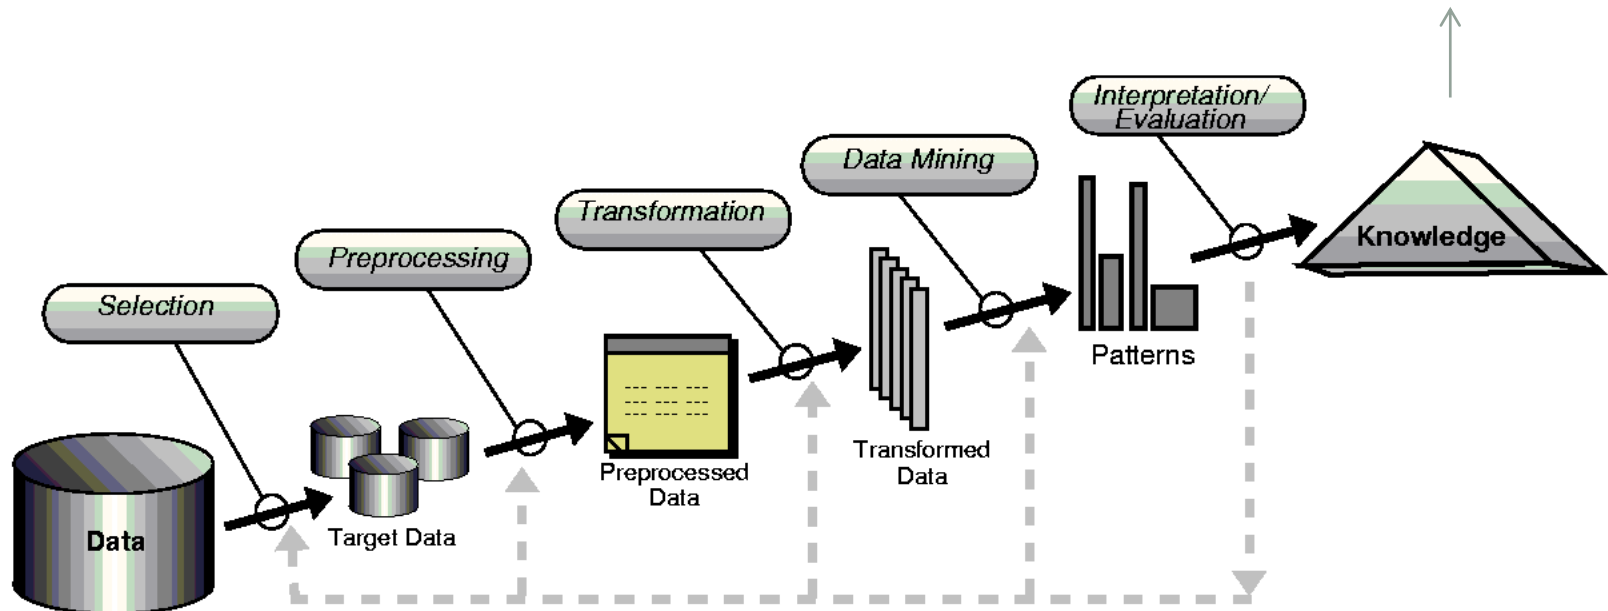 Interpretation/
Evaluation
Data Mining
Transformation
Preprocessing
Selection
Knowledge
Patterns
Transformed
Data
Preprocessed
Data
Target Data
Data